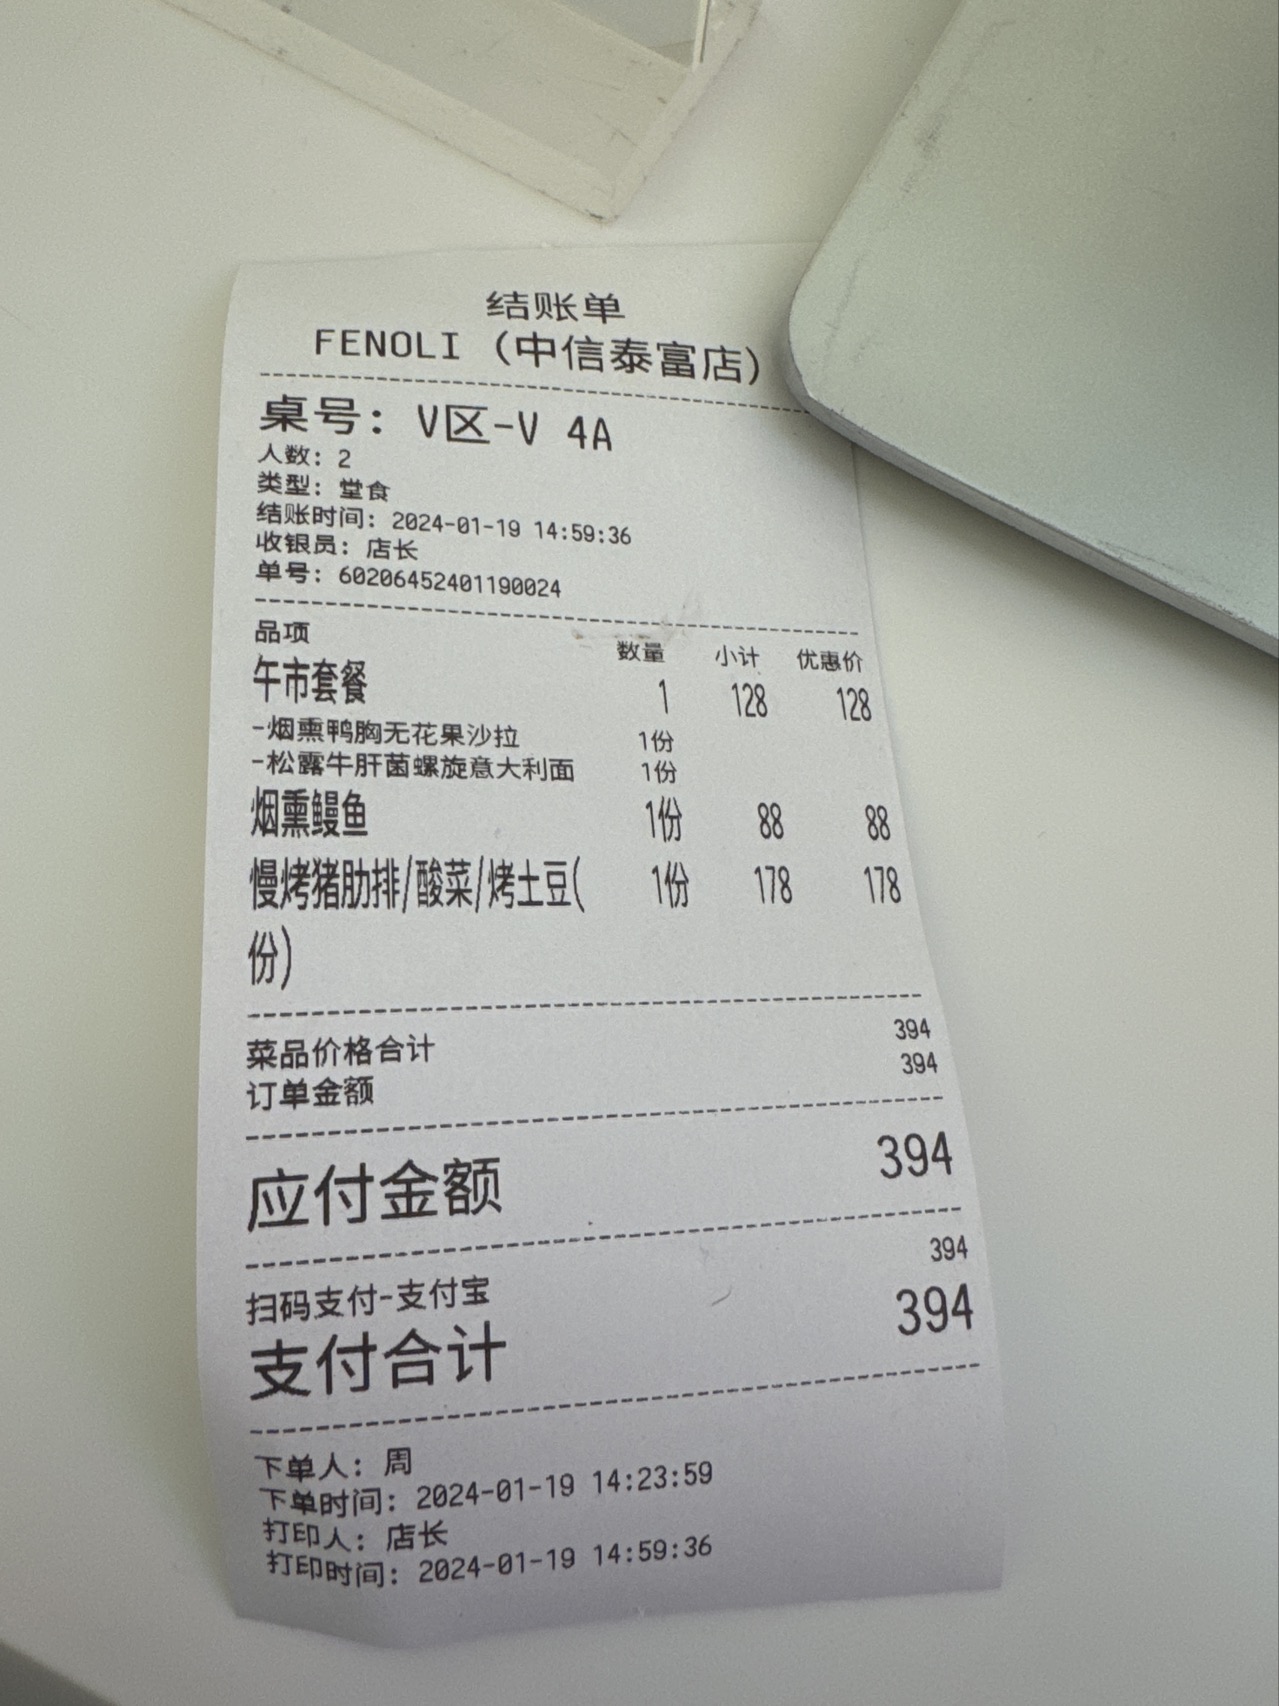 结账单
FENOLI (中信泰富店)
桌号: V区-V 4A
人数: 2
类型: 堂食
结账时间: 2024-01-19 14:59:36
收银员: 店长
单号: 60206452401190024
品项 数量 小计 优惠价
午市套餐 1 128 128
-烟熏鸭胸无花果沙拉 1份
-松露牛肝菌螺旋意大利面 1份
烟熏鳗鱼 1份 88 88
慢烤猪肋排/酸菜/烤土豆( 1份 178 178
份)
菜品价格合计 394
订单金额 394
应付金额 394
扫码支付-支付宝 394
支付合计 394
下单人: 周
下单时间: 2024-01-19 14:23:59
打印人: 店长
打印时间: 2024-01-19 14:59:36